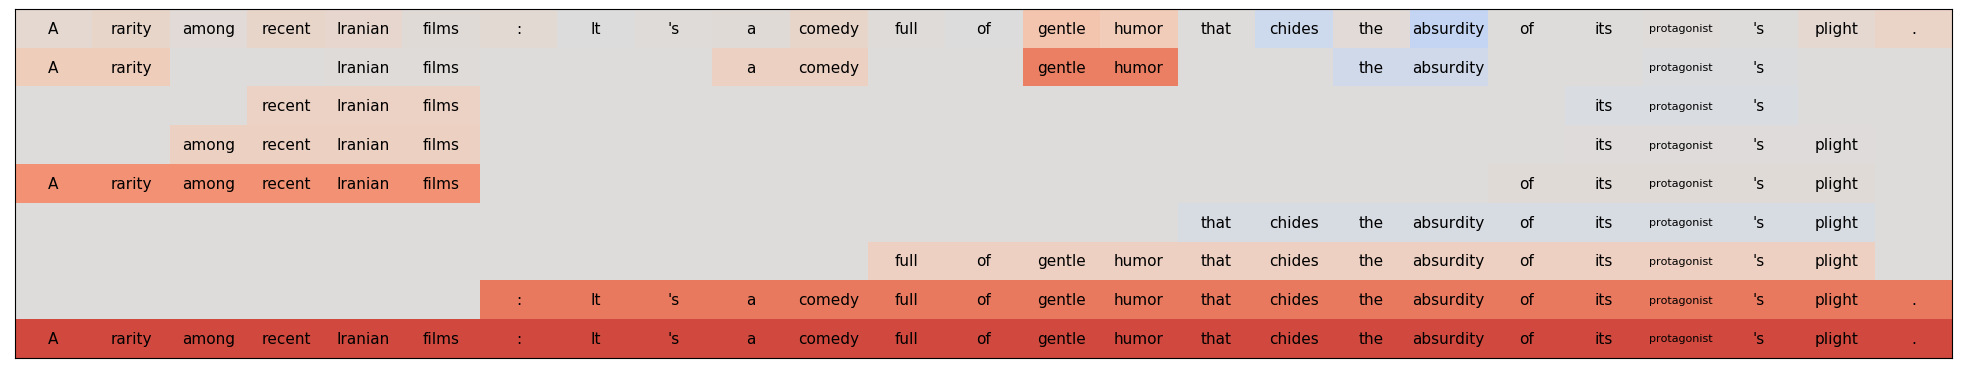 A rarity among recent Iranian films : It 's a comedy full of gentle humor that chides the absurdity of its protagonist 's plight .
A rarity Iranian films a comedy gentle humor the absurdity protagonist 's
recent Iranian films its protagonist 's
among recent Iranian films its protagonist 's plight
A rarity among recent Iranian films of its protagonist 's plight
that chides the absurdity of its protagonist 's plight
full of gentle humor that chides the absurdity of its protagonist 's plight
: It 's a comedy full of gentle humor that chides the absurdity of its protagonist 's plight .
A rarity among recent Iranian films : It 's a comedy full of gentle humor that chides the absurdity of its protagonist 's plight .